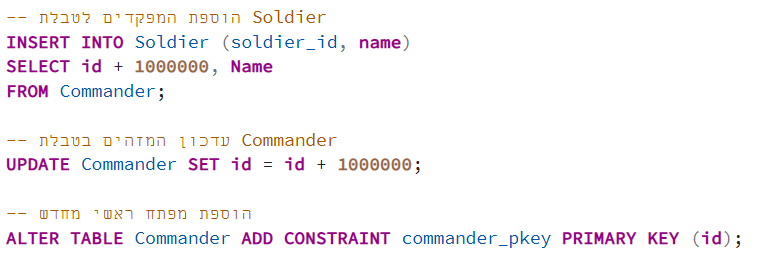 -- הוספת המפקדים לטבלת Soldier
INSERT INTO Soldier (soldier_id, name)
SELECT id + 1000000, Name
FROM Commander;
-- עדכון המזהים בטבלת Commander
UPDATE Commander SET id = id + 1000000;
-- הוספת מפתח ראשי מחדש
ALTER TABLE Commander ADD CONSTRAINT commander_pkey PRIMARY KEY (id);